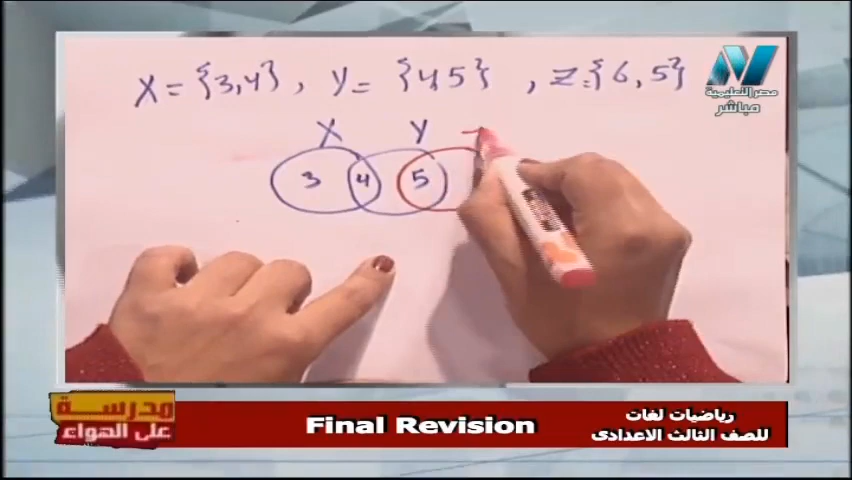 X = {3,4} , Y = {4,5} , Z = {6,5}
مصر التعليمية
مباشر
X Y
3 4 5
مدرسة
على الهواء
Final Revision
رياضيات لغات
للصف الثالث الاعدادى